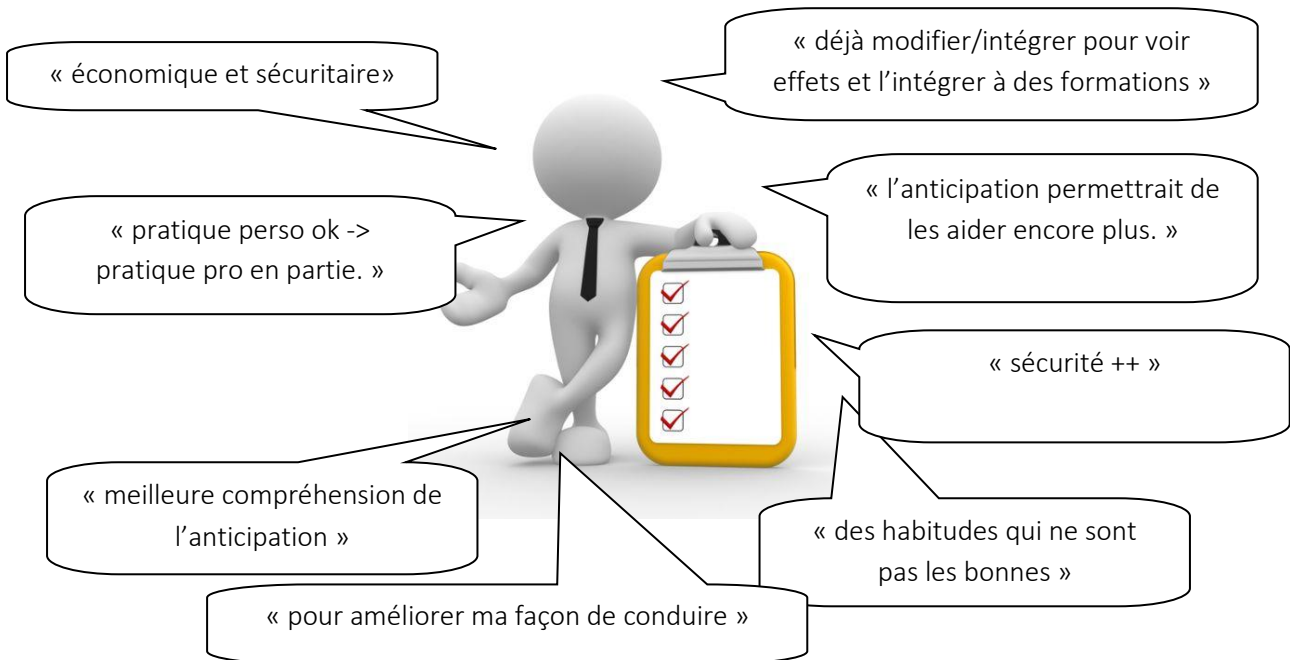 « économique et sécuritaire»
« déjà modifier/intégrer pour voir
effets et l’intégrer à des formations »
« pratique perso ok ->
pratique pro en partie. »
« l’anticipation permettrait de
les aider encore plus. »
« sécurité ++ »
« meilleure compréhension de
l’anticipation »
« des habitudes qui ne sont
pas les bonnes »
« pour améliorer ma façon de conduire »